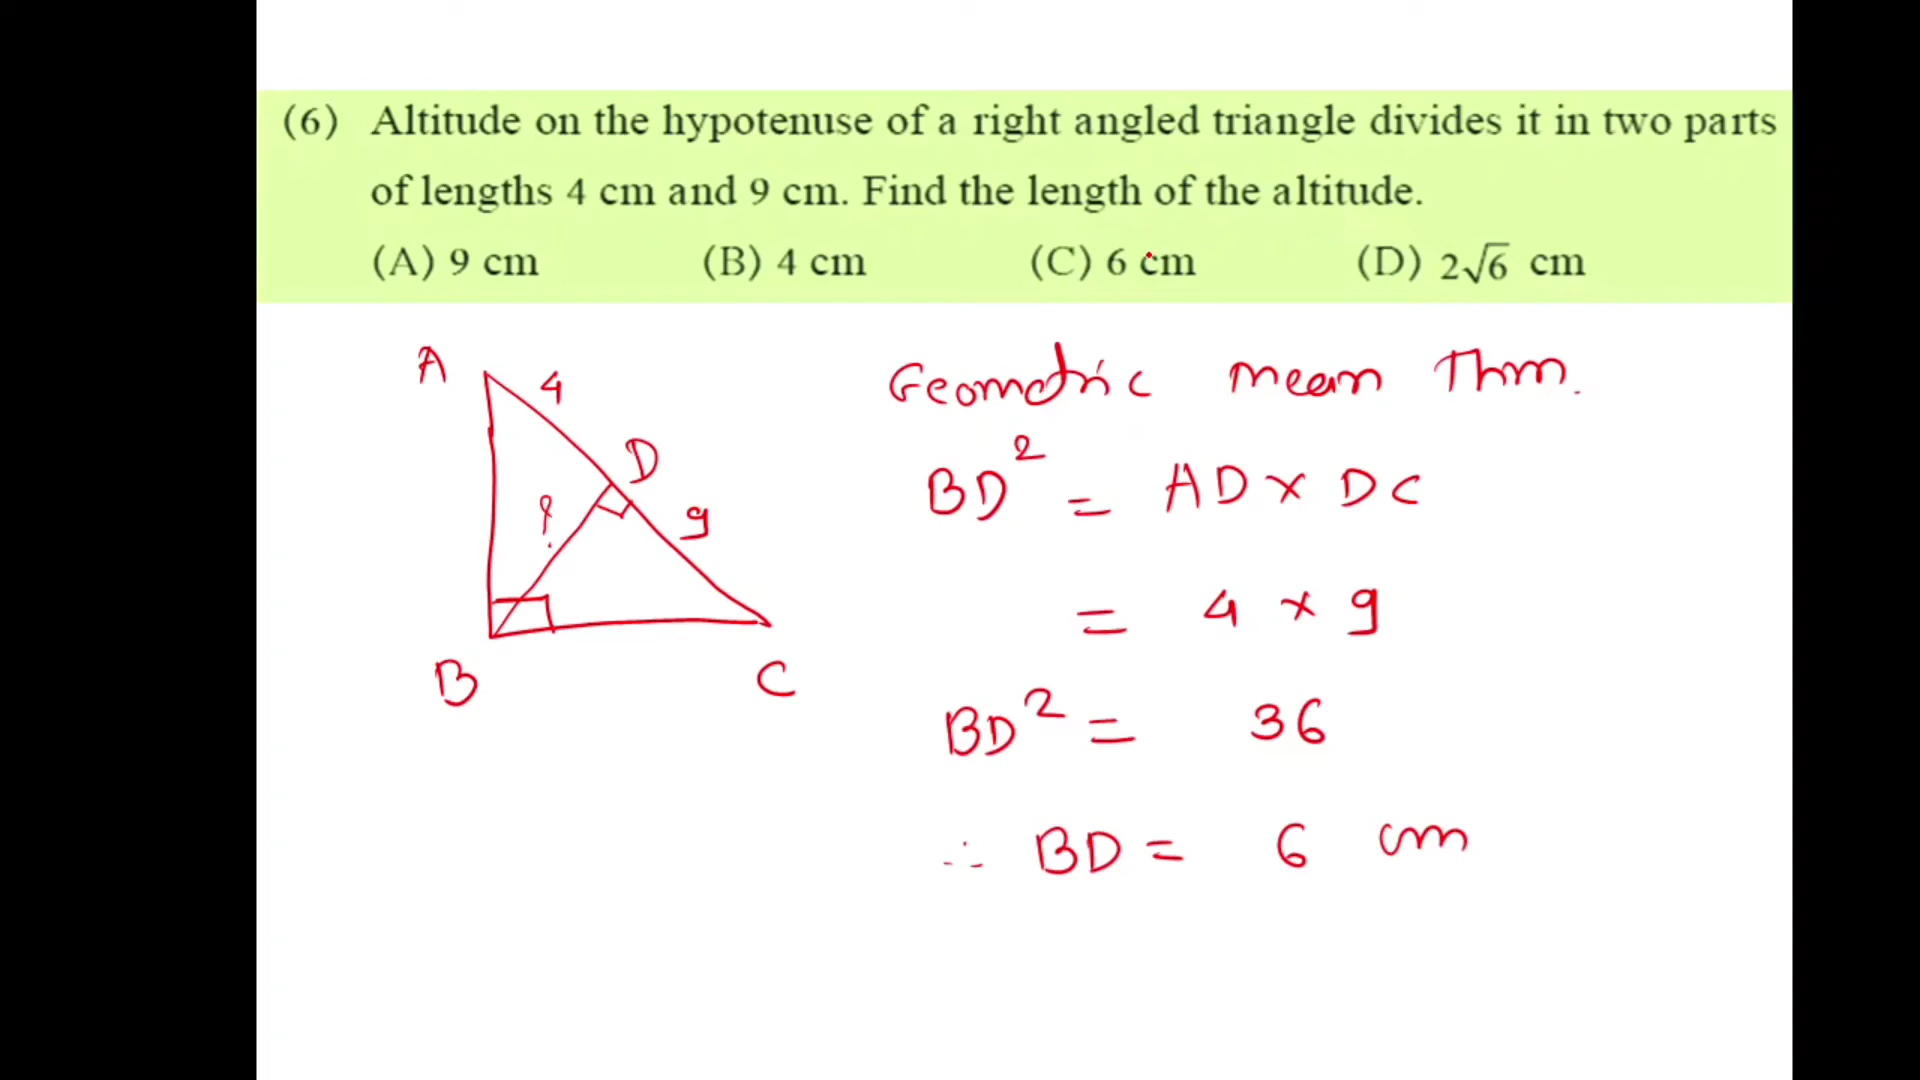 (6) Altitude on the hypotenuse of a right angled triangle divides it in two parts
of lengths 4 cm and 9 cm. Find the length of the altitude.
(A) 9 cm (B) 4 cm (C) 6 cm (D) 2√6 cm
A
4
D
?
9
B
C
Geometric mean Thm.
BD² = AD × DC
= 4 × 9
BD² = 36
∴ BD = 6 cm